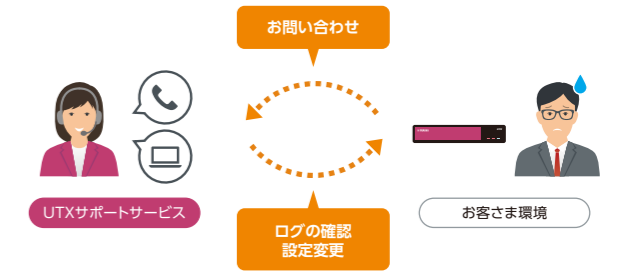 お問い合わせ
UTXサポートサービス
お客さま環境
ログの確認
設定変更